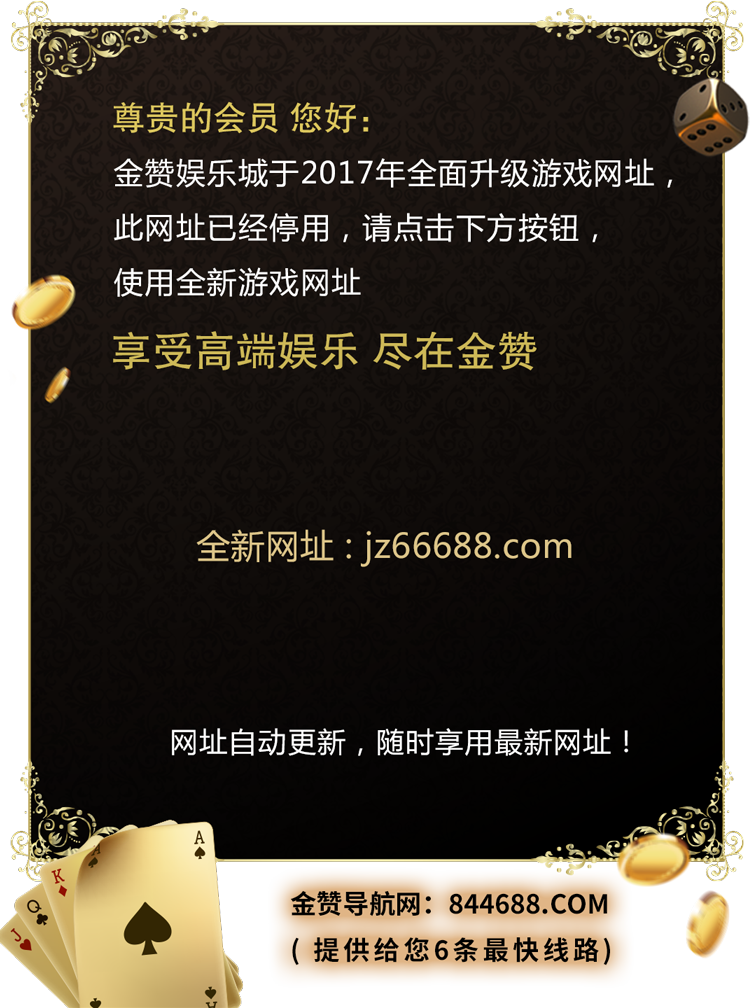 尊贵的会员 您好:
金赞娱乐城于2017年全面升级游戏网址，
此网址已经停用，请点击下方按钮，
使用全新游戏网址
享受高端娱乐 尽在金赞
全新网址：jz66688.com
网址自动更新，随时享用最新网址！
A
K
Q
J
金赞导航网：844688.COM
( 提供给您6条最快线路)